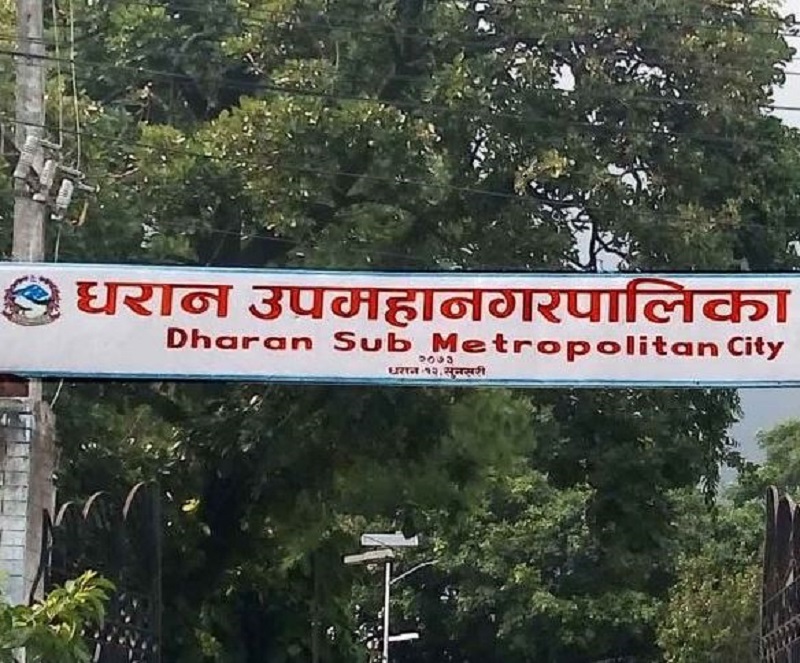 धरान उपमहानगरपालिका
Dharan Sub Metropolitan City
२०७३
धरान-१२, सुनसरी